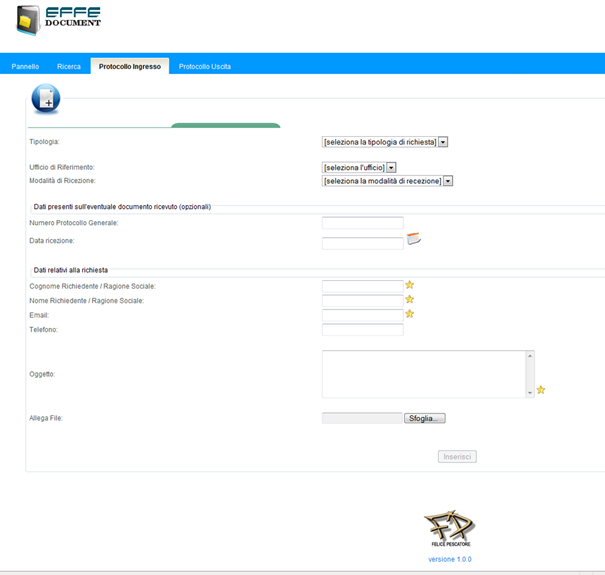 EFFE
DOCUMENT
Pannello Ricerca Protocollo Ingresso Protocollo Uscita
Tipologia: [seleziona la tipologia di richiesta]
Ufficio di Riferimento: [seleziona l'ufficio]
Modalità di Ricezione: [seleziona la modalità di recezione]
Dati presenti sull'eventuale documento ricevuto (opzionali)
Numero Protocollo Generale:
Data ricezione:
Dati relativi alla richiesta
Cognome Richiedente / Ragione Sociale:
Nome Richiedente / Ragione Sociale:
Email:
Telefono:
Oggetto:
Allega File: Sfoglia...
Inserisci
FP
FELICE PESCATORE
versione 1.0.0